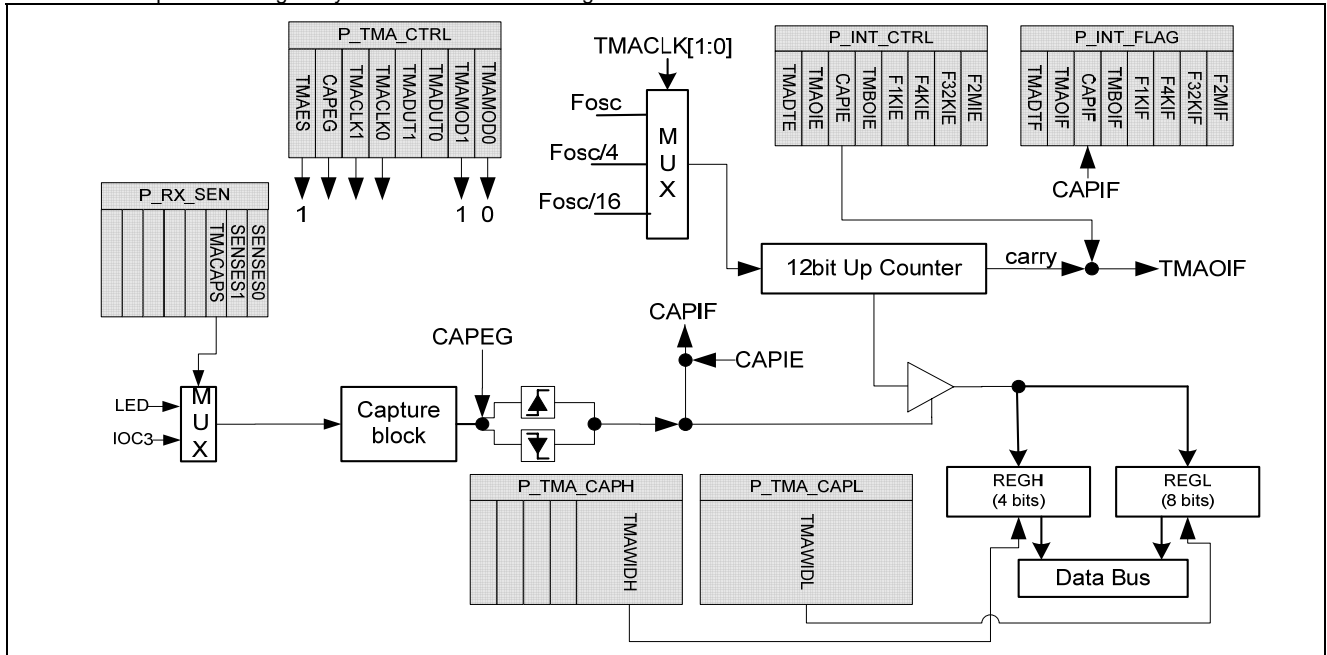 P_TMA_CTRL
TMAES
CAPEG
TMACLK1
TMACLK0
TMADUT1
TMADUT0
TMAMOD1
TMAMOD0
1
1
0
TMACLK[1:0]
Fosc
Fosc/4
Fosc/16
M
U
X
P_INT_CTRL
TMADTE
TMAOIE
CAPIE
TMBOIE
F1KIE
F4KIE
F32KIE
F2MIE
P_INT_FLAG
TMADTF
TMAOIF
CAPIF
TMBOIF
F1KIF
F4KIF
F32KIF
F2MIF
CAPIF
P_RX_SEN
TMACAPS
SENSES1
SENSES0
12bit Up Counter
carry
TMAOIF
CAPIF
CAPIE
CAPEG
LED
IOC3
M
U
X
Capture
block
P_TMA_CAPH
TMAWIDH
P_TMA_CAPL
TMAWIDL
REGH
(4 bits)
REGL
(8 bits)
Data Bus